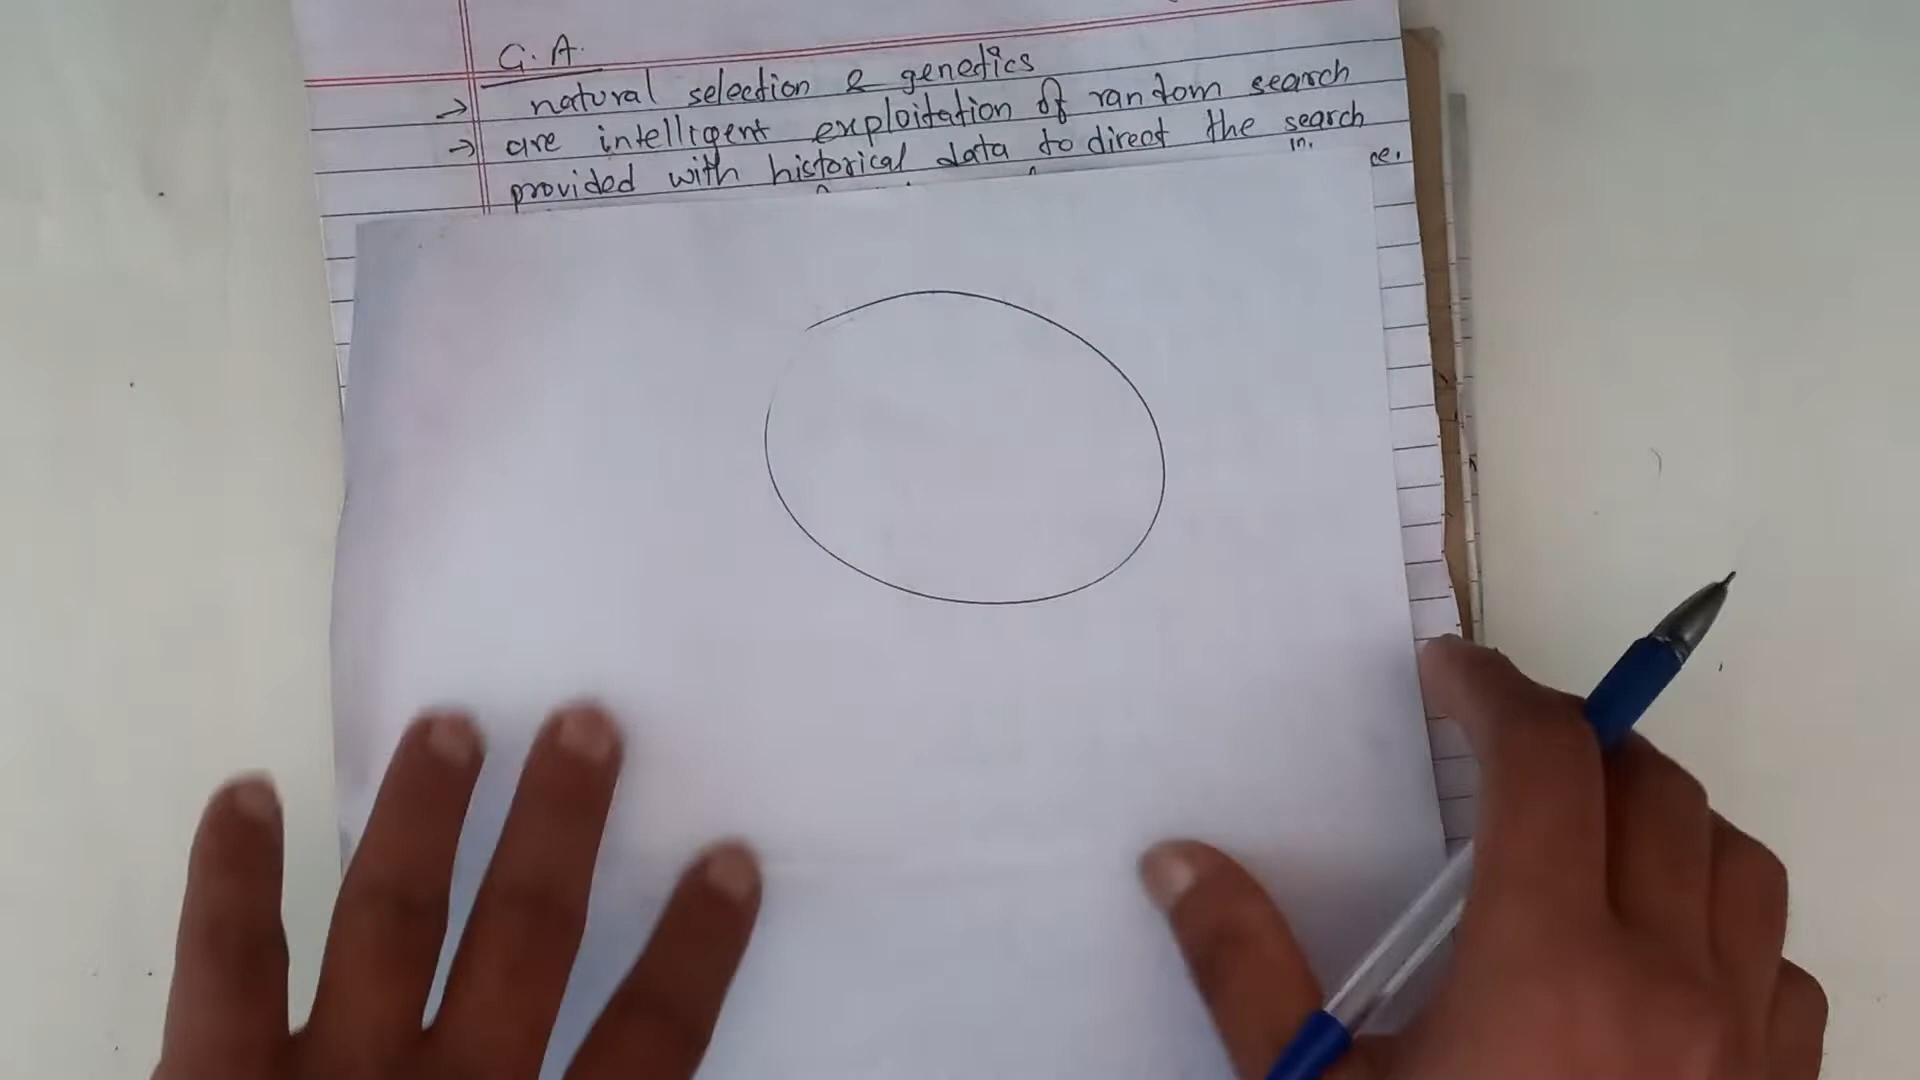 G. A.
→ natural selection & genetics
→ are intelligent exploitation of random search
provided with historical data to direct the search